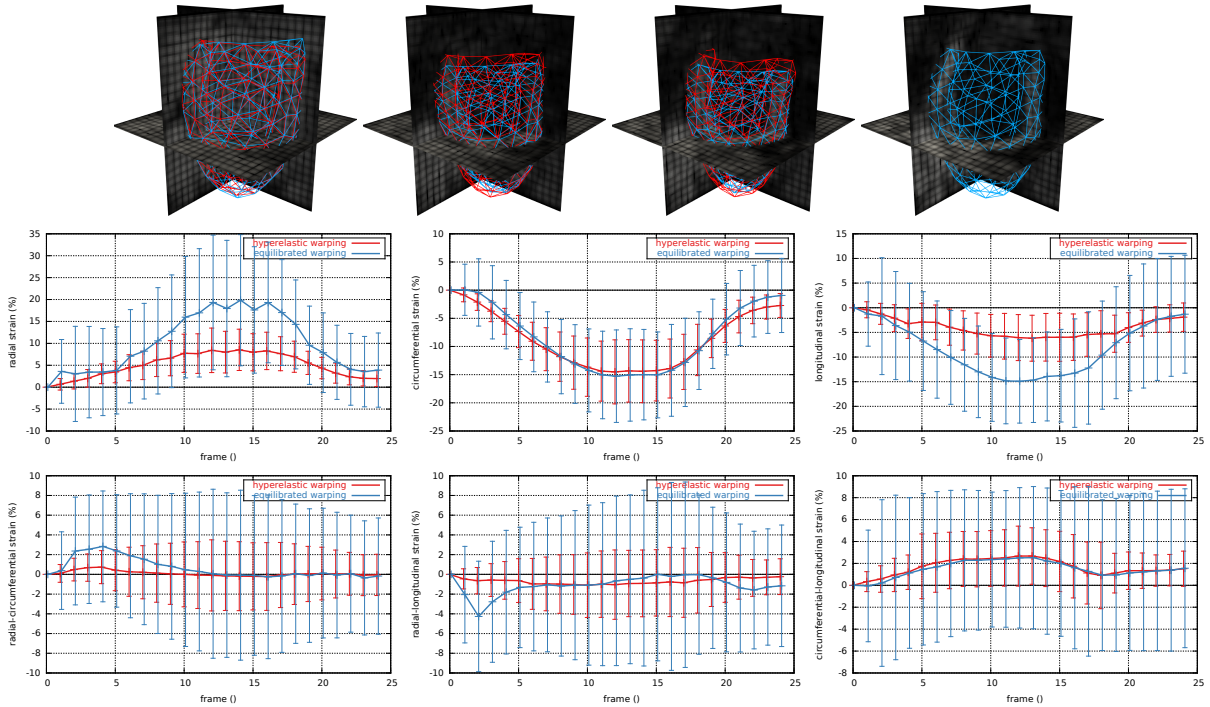 35
30
25
20
15
10
5
0
-5
-10
radial strain (%)
hyperelastic warping
equilibrated warping
0 5 10 15 20 25
frame ()
10
5
0
-5
-10
-15
-20
-25
circumferential strain (%)
hyperelastic warping
equilibrated warping
0 5 10 15 20 25
frame ()
15
10
5
0
-5
-10
-15
-20
-25
longitudinal strain (%)
hyperelastic warping
equilibrated warping
0 5 10 15 20 25
frame ()
10
8
6
4
2
0
-2
-4
-6
-8
-10
radial-circumferential strain (%)
hyperelastic warping
equilibrated warping
0 5 10 15 20 25
frame ()
10
8
6
4
2
0
-2
-4
-6
-8
-10
radial-longitudinal strain (%)
hyperelastic warping
equilibrated warping
0 5 10 15 20 25
frame ()
10
8
6
4
2
0
-2
-4
-6
-8
circumferential-longitudinal strain (%)
hyperelastic warping
equilibrated warping
0 5 10 15 20 25
frame ()